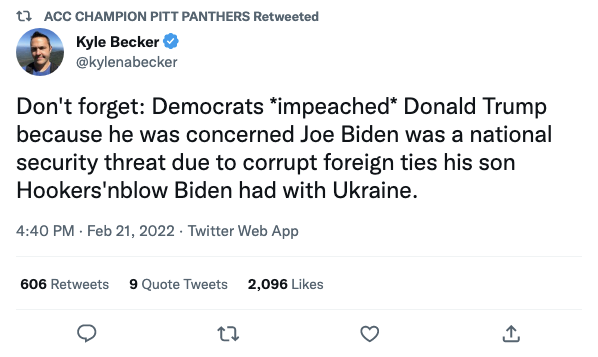 ACC CHAMPION PITT PANTHERS Retweeted
Kyle Becker
@kylenabecker
Don't forget: Democrats *impeached* Donald Trump
because he was concerned Joe Biden was a national
security threat due to corrupt foreign ties his son
Hookers'nblow Biden had with Ukraine.
4:40 PM · Feb 21, 2022 · Twitter Web App
606 Retweets 9 Quote Tweets 2,096 Likes